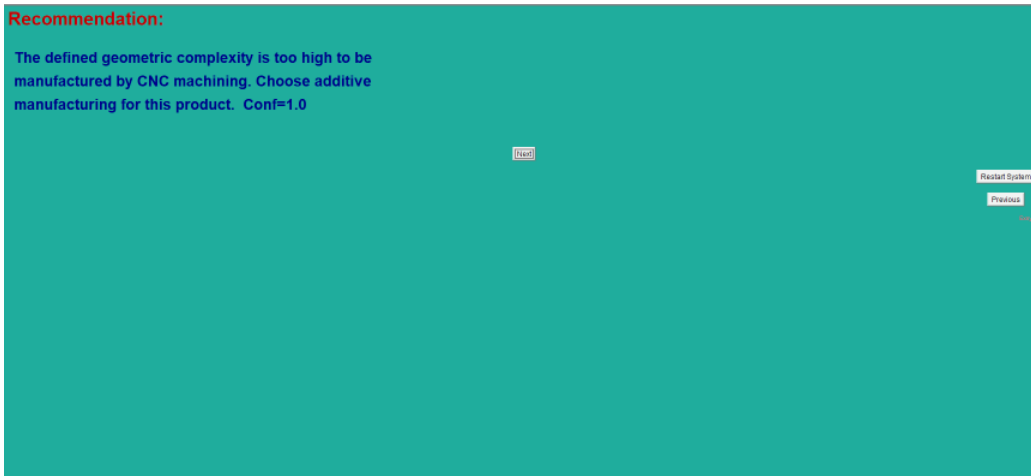 Recommendation:
The defined geometric complexity is too high to be
manufactured by CNC machining. Choose additive
manufacturing for this product.  Conf=1.0
Next
Restart System
Previous